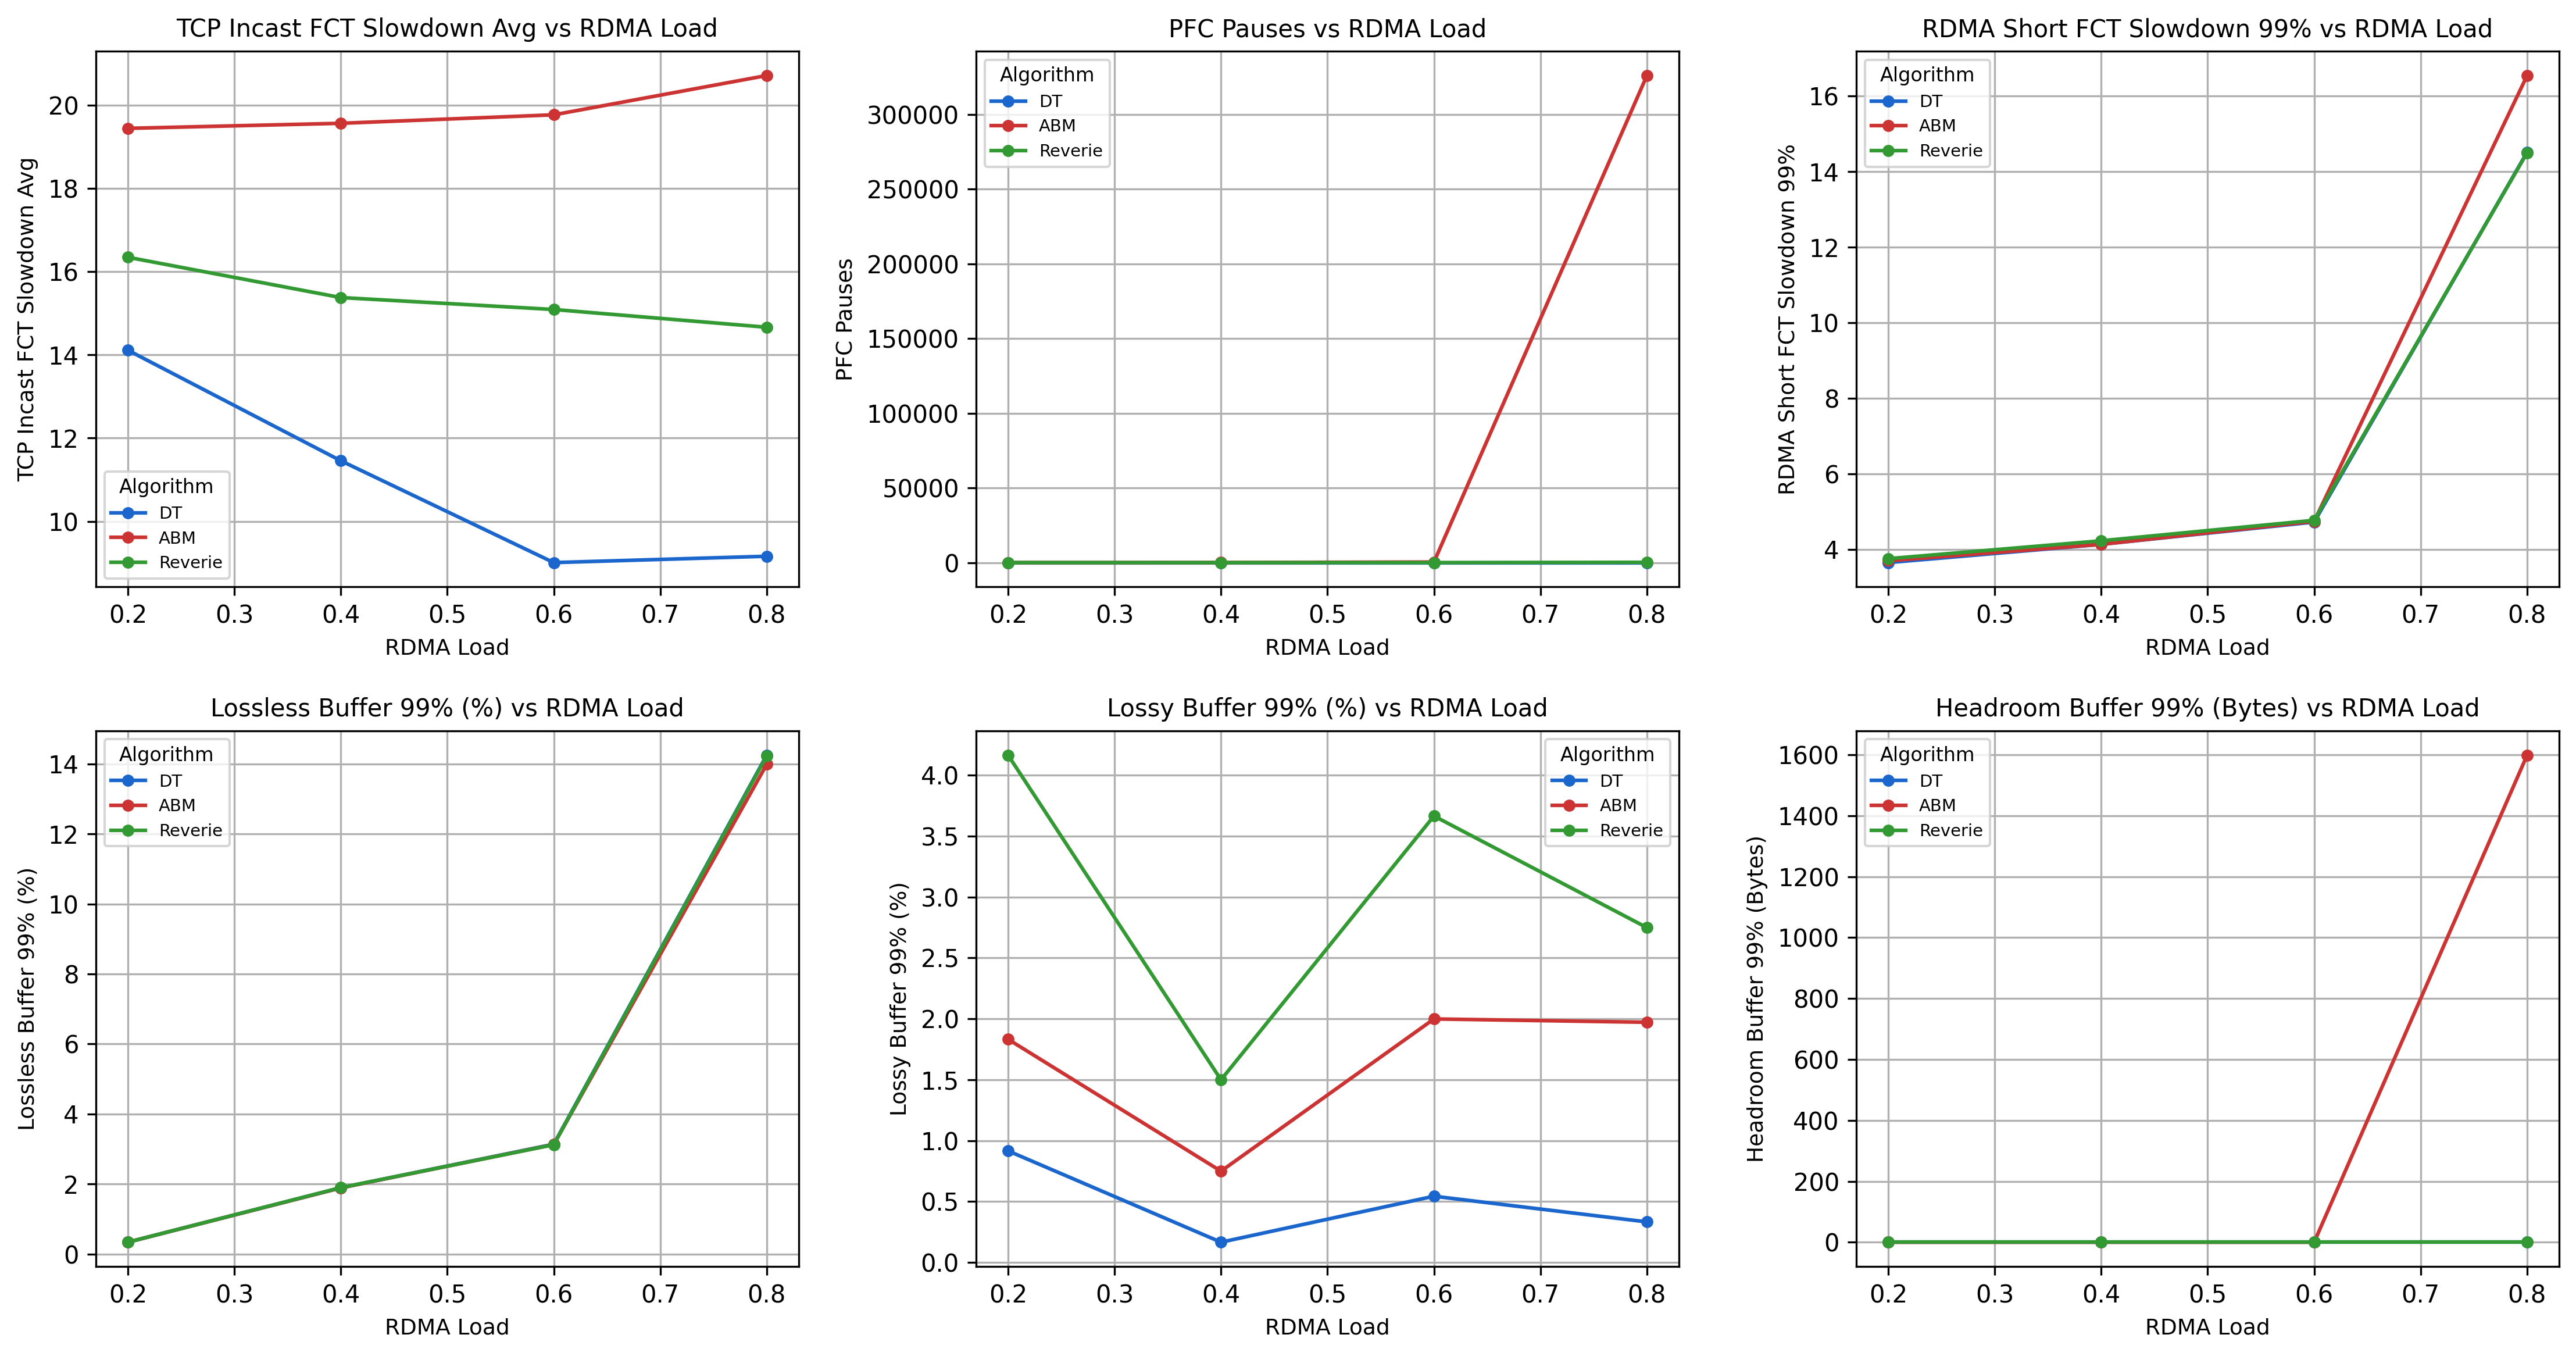 TCP Incast FCT Slowdown Avg vs RDMA Load
TCP Incast FCT Slowdown Avg
20
18
16
14
12
10
Algorithm
DT
ABM
Reverie
0.2 0.3 0.4 0.5 0.6 0.7 0.8
RDMA Load
PFC Pauses vs RDMA Load
PFC Pauses
300000
250000
200000
150000
100000
50000
0
Algorithm
DT
ABM
Reverie
0.2 0.3 0.4 0.5 0.6 0.7 0.8
RDMA Load
RDMA Short FCT Slowdown 99% vs RDMA Load
RDMA Short FCT Slowdown 99%
16
14
12
10
8
6
4
Algorithm
DT
ABM
Reverie
0.2 0.3 0.4 0.5 0.6 0.7 0.8
RDMA Load
Lossless Buffer 99% (%) vs RDMA Load
Lossless Buffer 99% (%)
14
12
10
8
6
4
2
0
Algorithm
DT
ABM
Reverie
0.2 0.3 0.4 0.5 0.6 0.7 0.8
RDMA Load
Lossy Buffer 99% (%) vs RDMA Load
Lossy Buffer 99% (%)
4.0
3.5
3.0
2.5
2.0
1.5
1.0
0.5
0.0
Algorithm
DT
ABM
Reverie
0.2 0.3 0.4 0.5 0.6 0.7 0.8
RDMA Load
Headroom Buffer 99% (Bytes) vs RDMA Load
Headroom Buffer 99% (Bytes)
1600
1400
1200
1000
800
600
400
200
0
Algorithm
DT
ABM
Reverie
0.2 0.3 0.4 0.5 0.6 0.7 0.8
RDMA Load